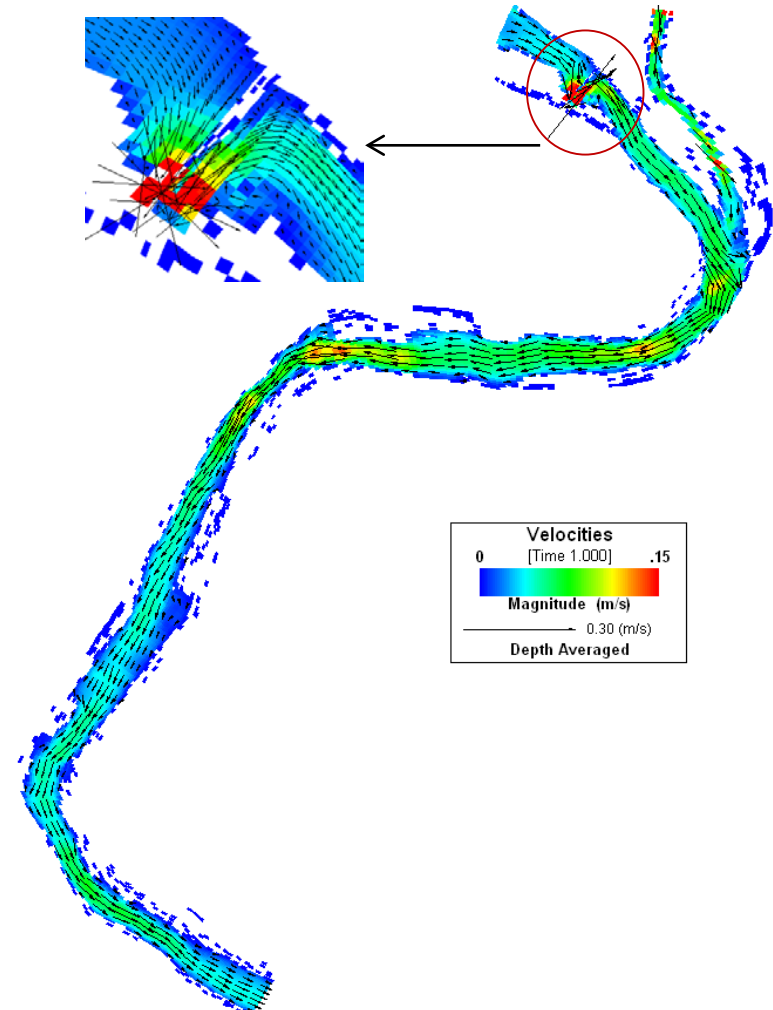 Velocities
0 [Time 1.000] .15
Magnitude (m/s)
0.30 (m/s)
Depth Averaged